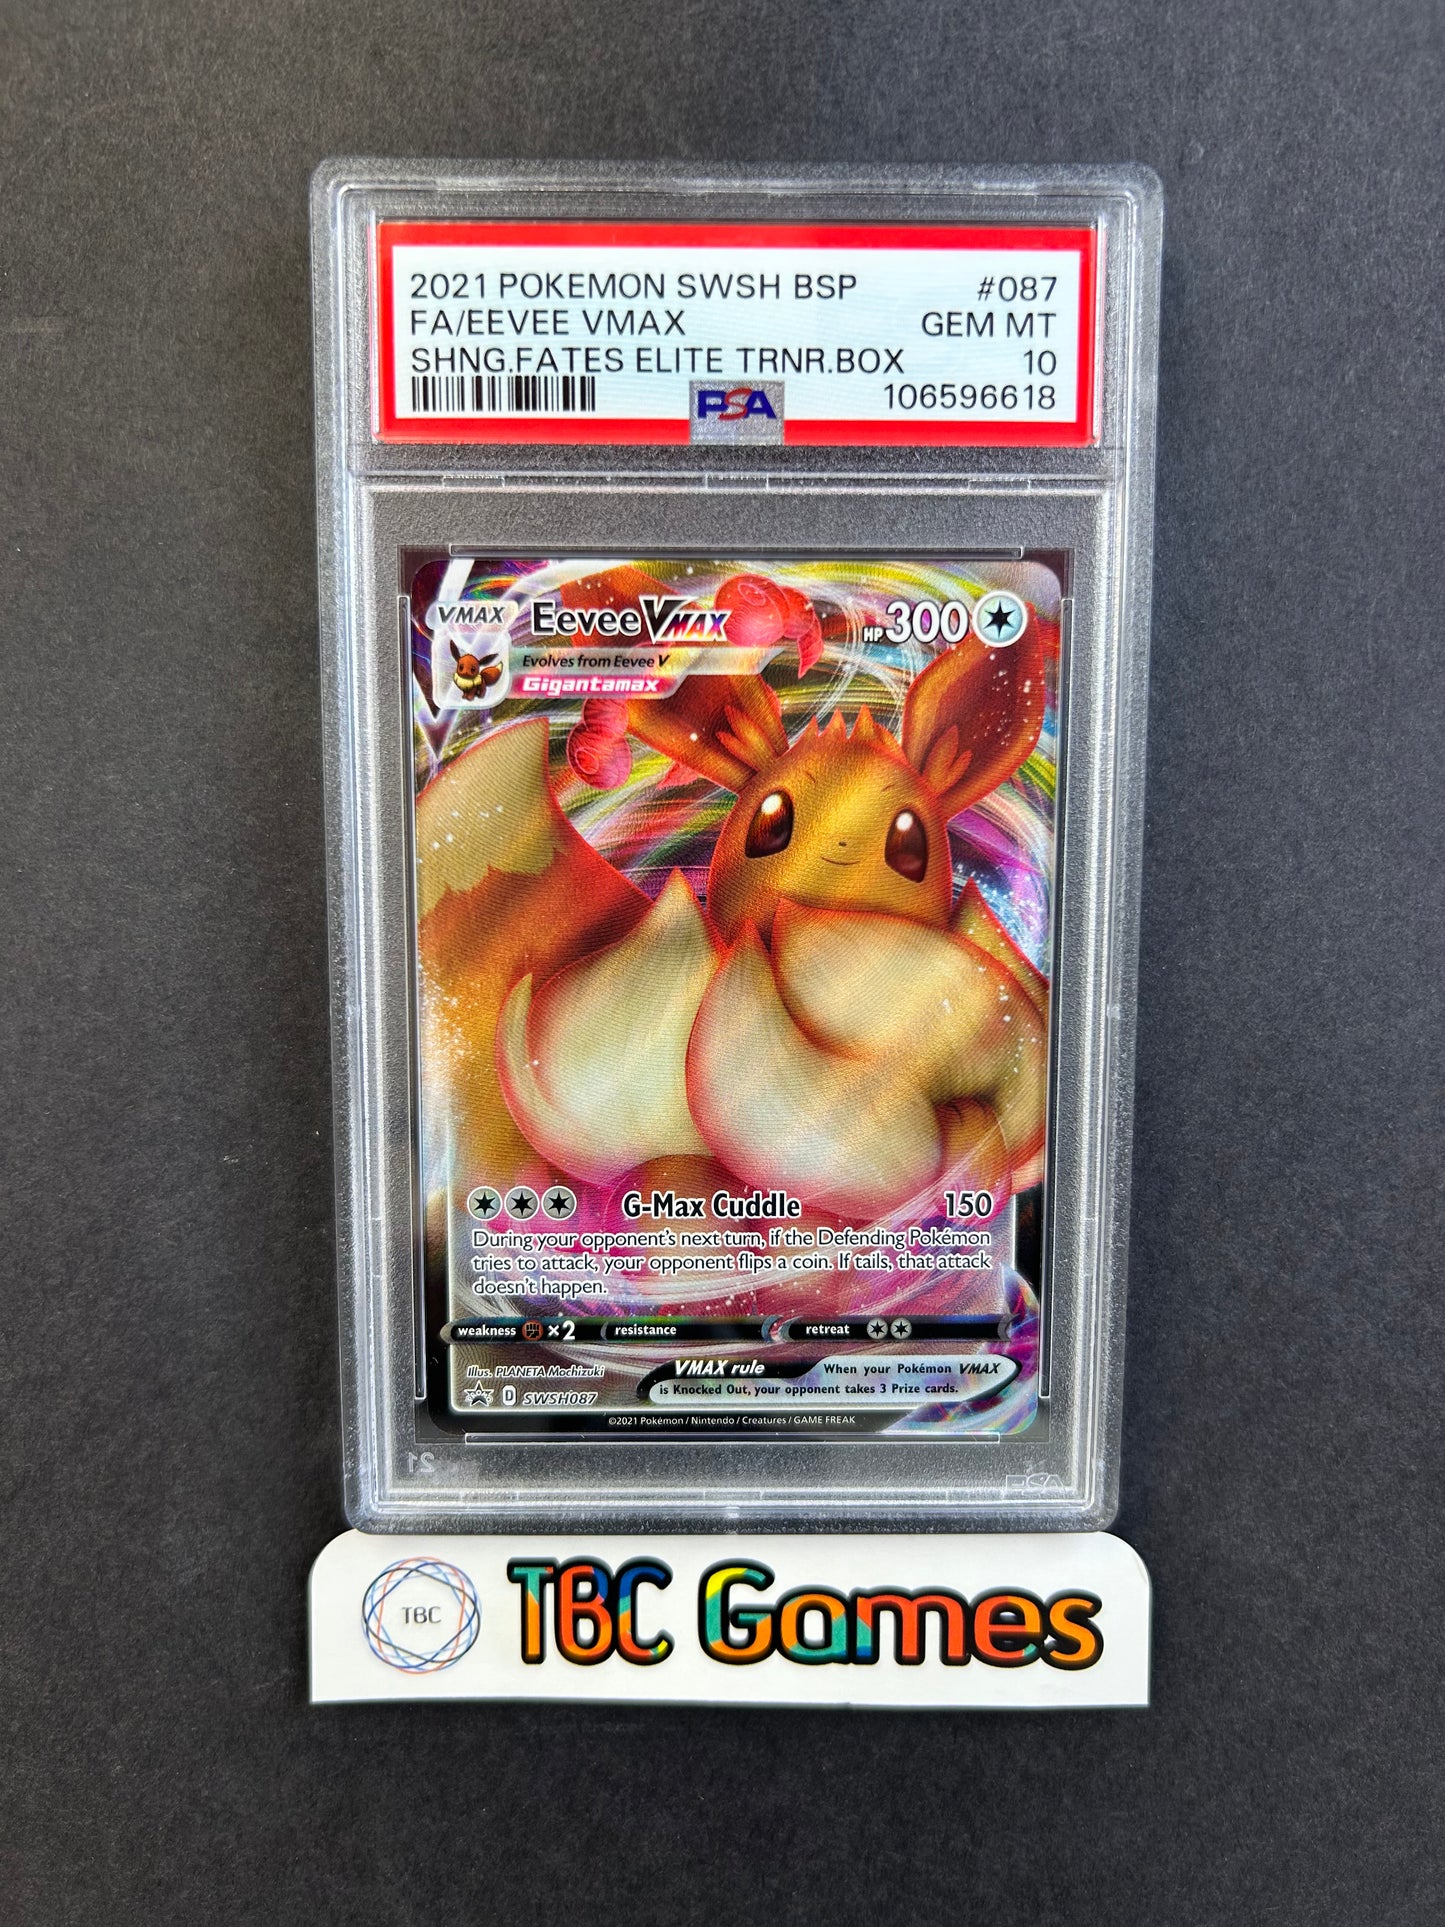 2021 POKEMON SWSH BSP #087
FA/EEVEE VMAX GEM MT
SHNG.FATES ELITE TRNR.BOX 10
PSA 106596618
VMAX Eevee VMAX HP 300
Evolves from Eevee V
Gigantamax
G-Max Cuddle 150
During your opponent's next turn, if the Defending Pokémon
tries to attack, your opponent flips a coin. If tails, that attack
doesn't happen.
weakness ×2 resistance retreat
Illus. PLANETA Mochizuki
VMAX rule When your Pokémon VMAX
is Knocked Out, your opponent takes 3 Prize cards.
D SWSH087
©2021 Pokémon / Nintendo / Creatures / GAME FREAK
21 PSA
TBC TBC Games